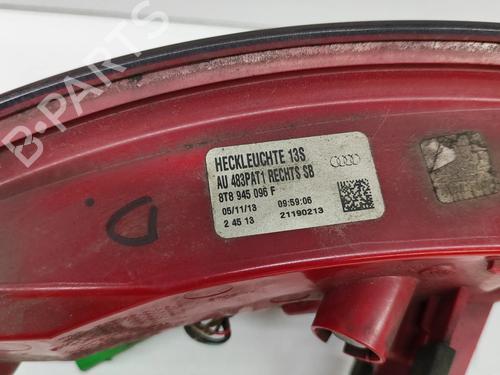 B-PARTS
HECKLEUCHTE 13S
AU 483PAT1 RECHTS SB
8T8 945 096 F
05/11/13 09:59:06
2 45 13 21190213
D